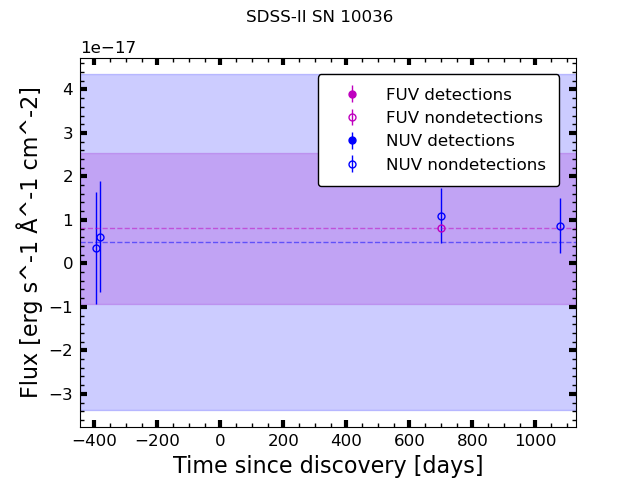 SDSS-II SN 10036
1e−17
FUV detections
FUV nondetections
NUV detections
NUV nondetections
4
3
2
1
0
−1
−2
−3
Flux [erg s^-1 Å^-1 cm^-2]
−400 −200 0 200 400 600 800 1000
Time since discovery [days]